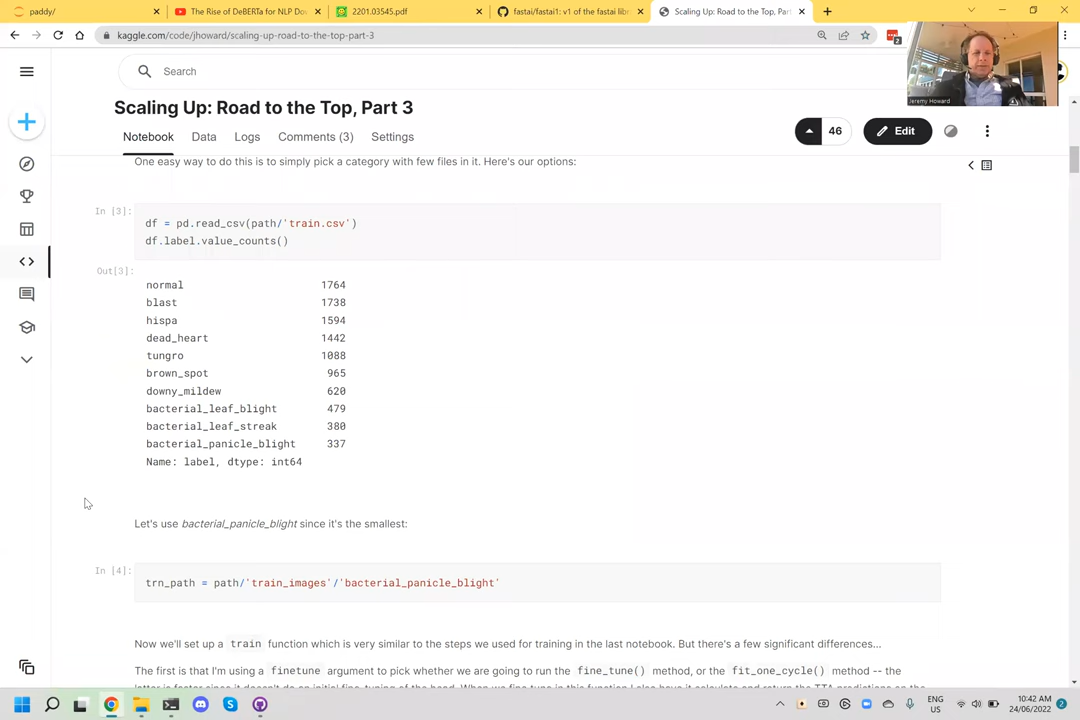 paddy/
The Rise of DeBERTa for NLP Do
2201.03545.pdf
fastai/fastai1: v1 of the fastai libr
Scaling Up: Road to the Top, Part
kaggle.com/code/jhoward/scaling-up-road-to-the-top-part-3
Search
Jeremy Howard
Scaling Up: Road to the Top, Part 3
Notebook Data Logs Comments (3) Settings
46
Edit
One easy way to do this is to simply pick a category with few files in it. Here's our options:
In [3]:
df = pd.read_csv(path/'train.csv')
df.label.value_counts()
Out[3]:
normal 1764
blast 1738
hispa 1594
dead_heart 1442
tungro 1088
brown_spot 965
downy_mildew 620
bacterial_leaf_blight 479
bacterial_leaf_streak 380
bacterial_panicle_blight 337
Name: label, dtype: int64
Let's use bacterial_panicle_blight since it's the smallest:
In [4]:
trn_path = path/'train_images'/'bacterial_panicle_blight'
Now we'll set up a train function which is very similar to the steps we used for training in the last notebook. But there's a few significant differences...
The first is that I'm using a finetune argument to pick whether we are going to run the fine_tune() method, or the fit_one_cycle() method -- the
ENG
US
10:42 AM
24/06/2022
2